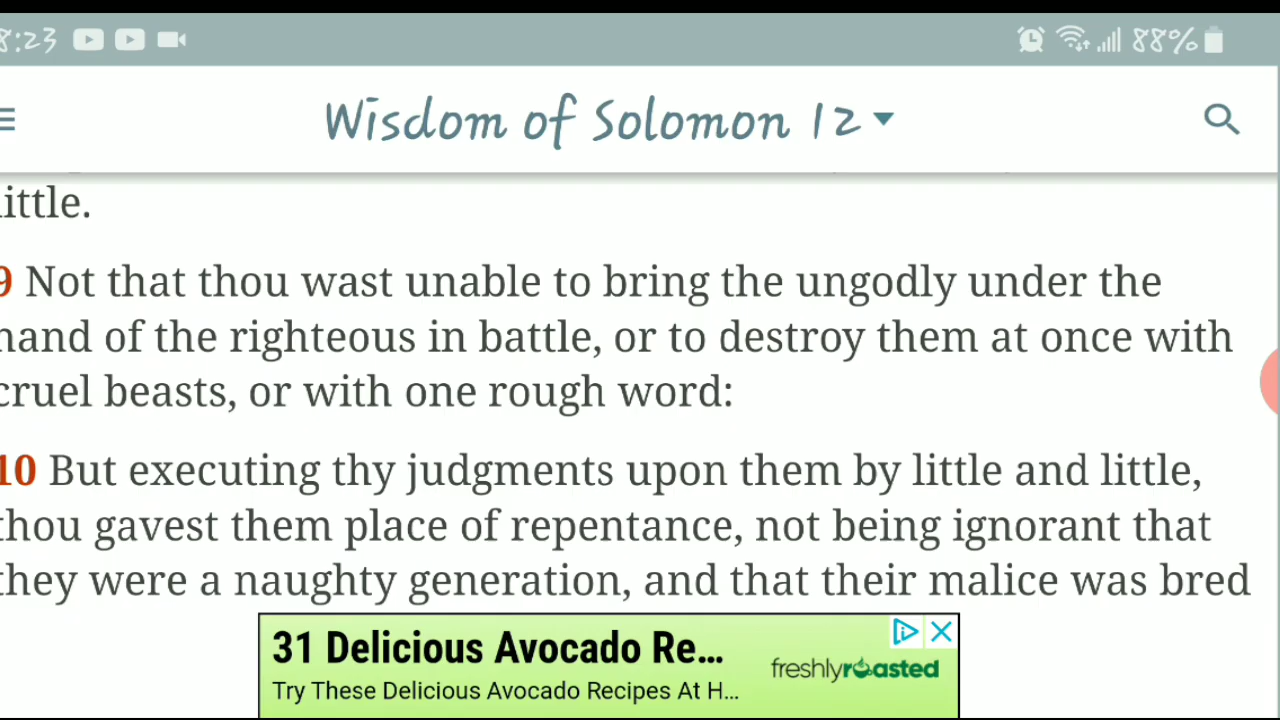 8:23 88%
Wisdom of Solomon 12
little.
9 Not that thou wast unable to bring the ungodly under the
hand of the righteous in battle, or to destroy them at once with
cruel beasts, or with one rough word:
10 But executing thy judgments upon them by little and little,
thou gavest them place of repentance, not being ignorant that
they were a naughty generation, and that their malice was bred
31 Delicious Avocado Re...
Try These Delicious Avocado Recipes At H...
freshlyroasted